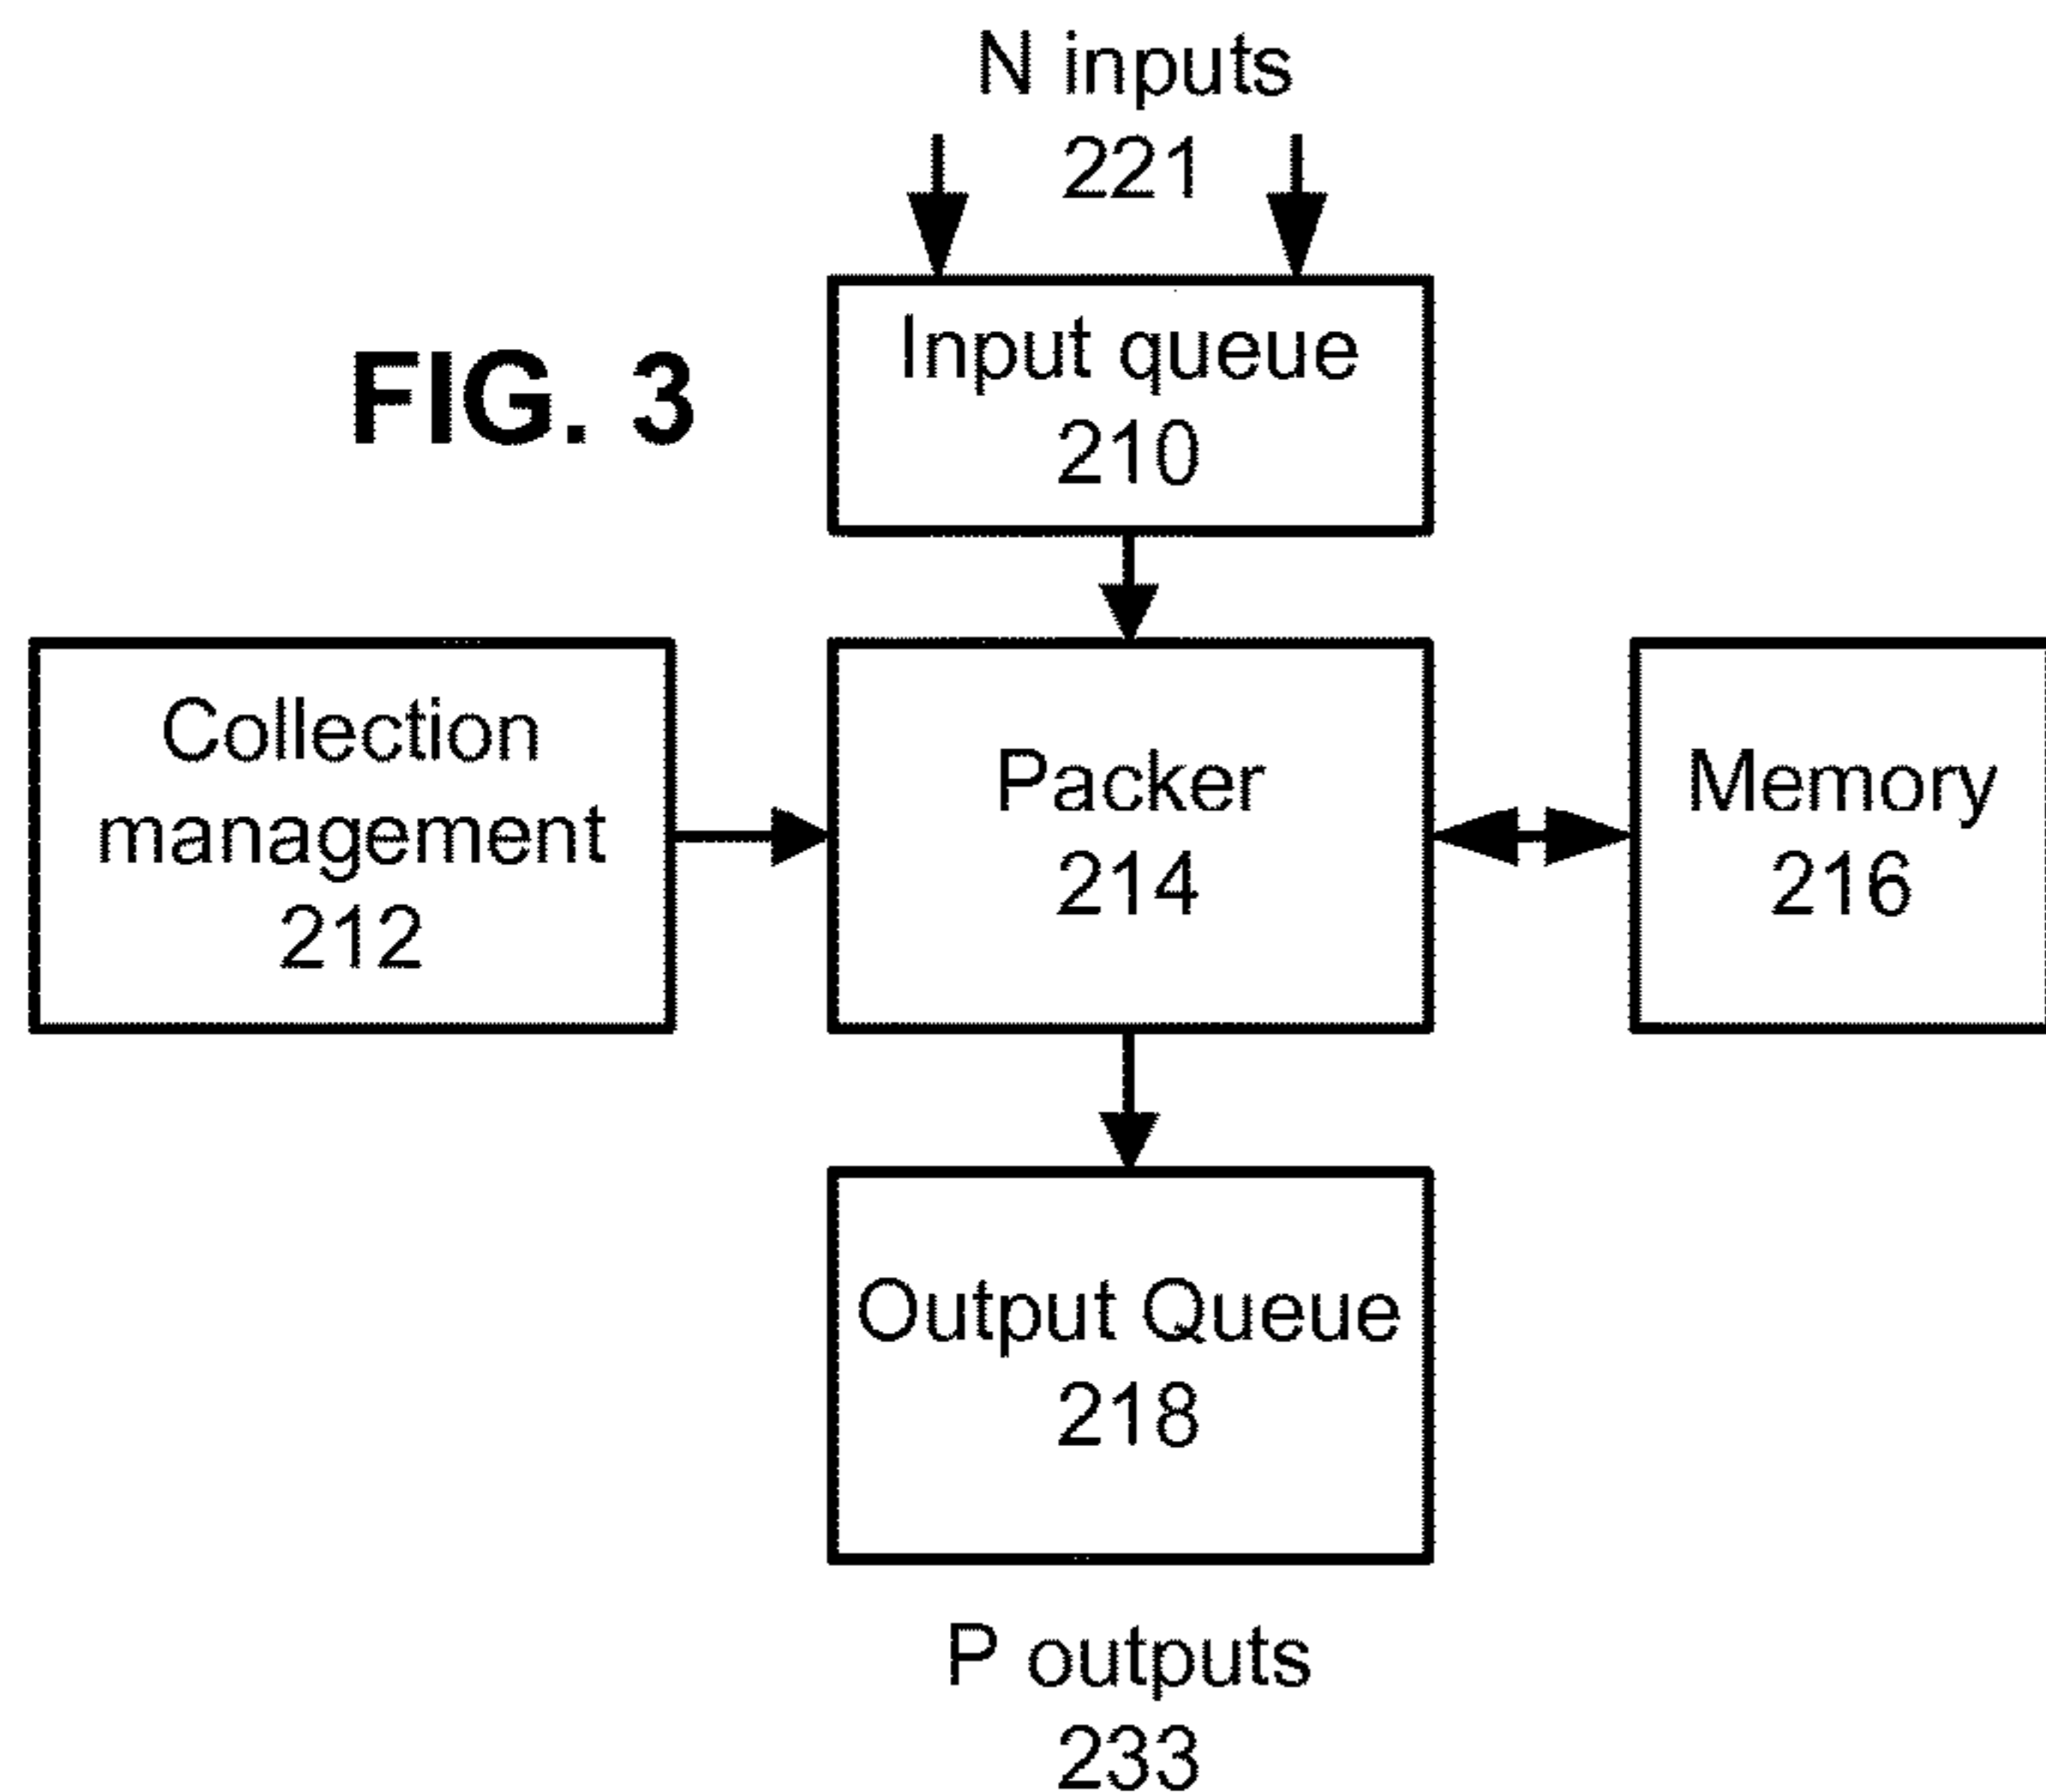 N inputs
221
FIG. 3
Input queue
210
Collection
management
212
Packer
214
Memory
216
Output Queue
218
P outputs
233